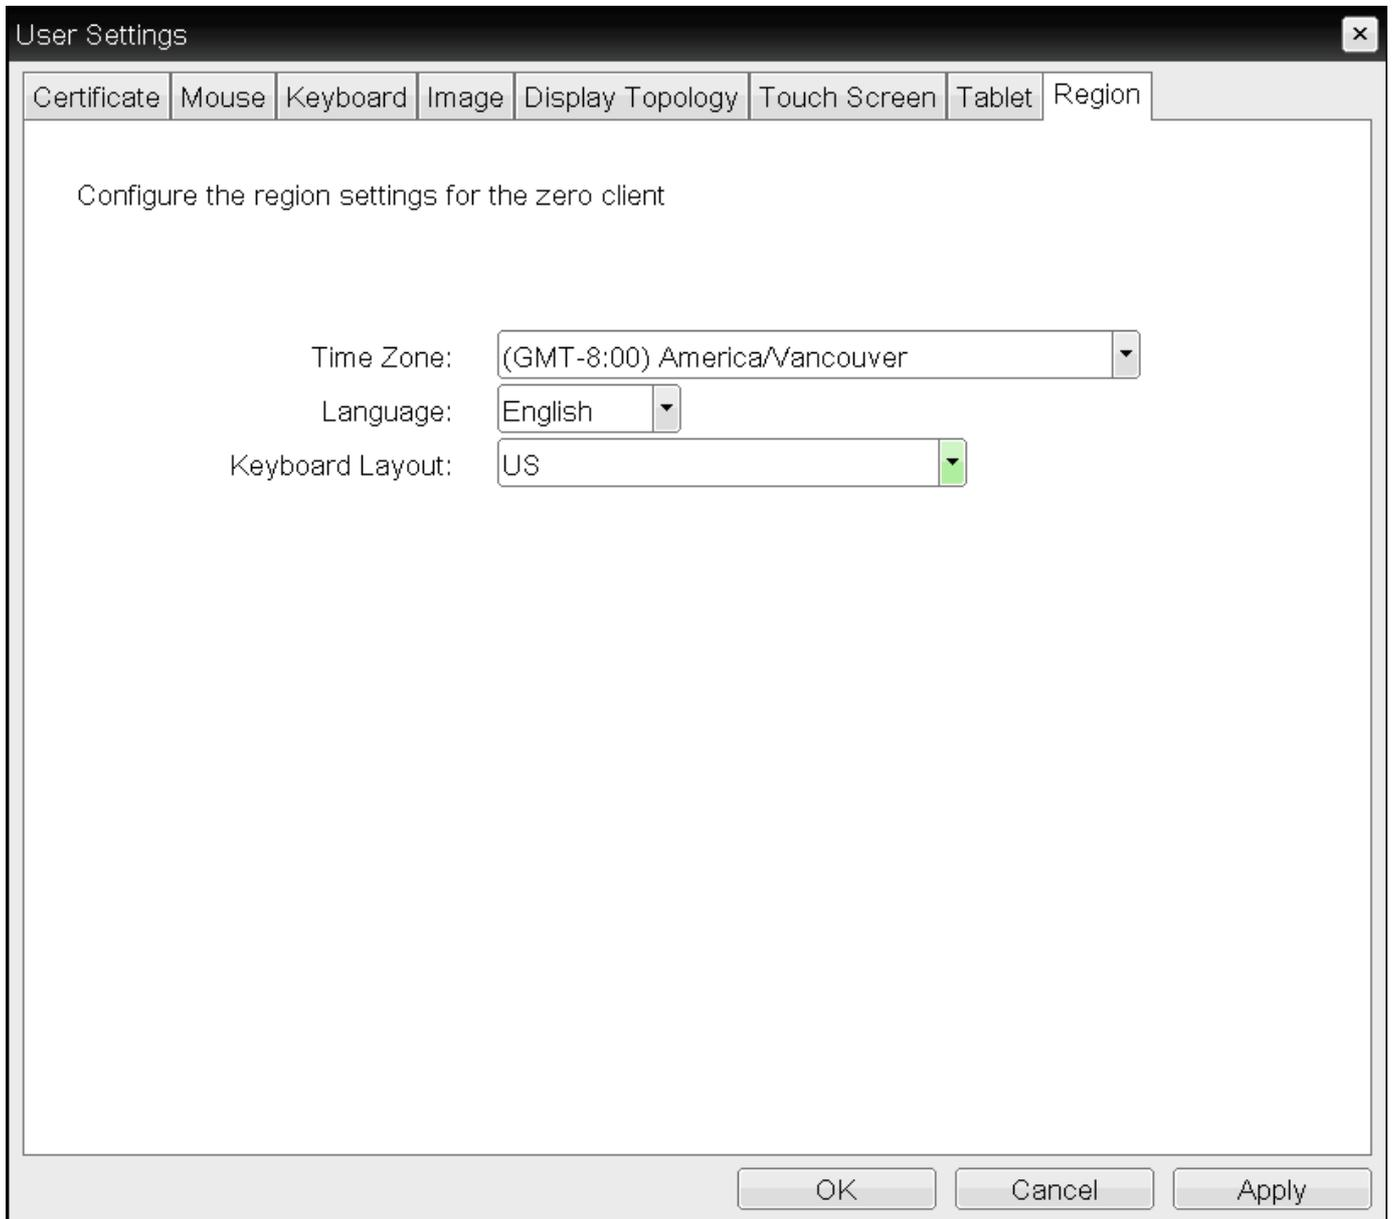 User Settings
Certificate Mouse Keyboard Image Display Topology Touch Screen Tablet Region
Configure the region settings for the zero client
Time Zone: (GMT-8:00) America/Vancouver
Language: English
Keyboard Layout: US
OK Cancel Apply